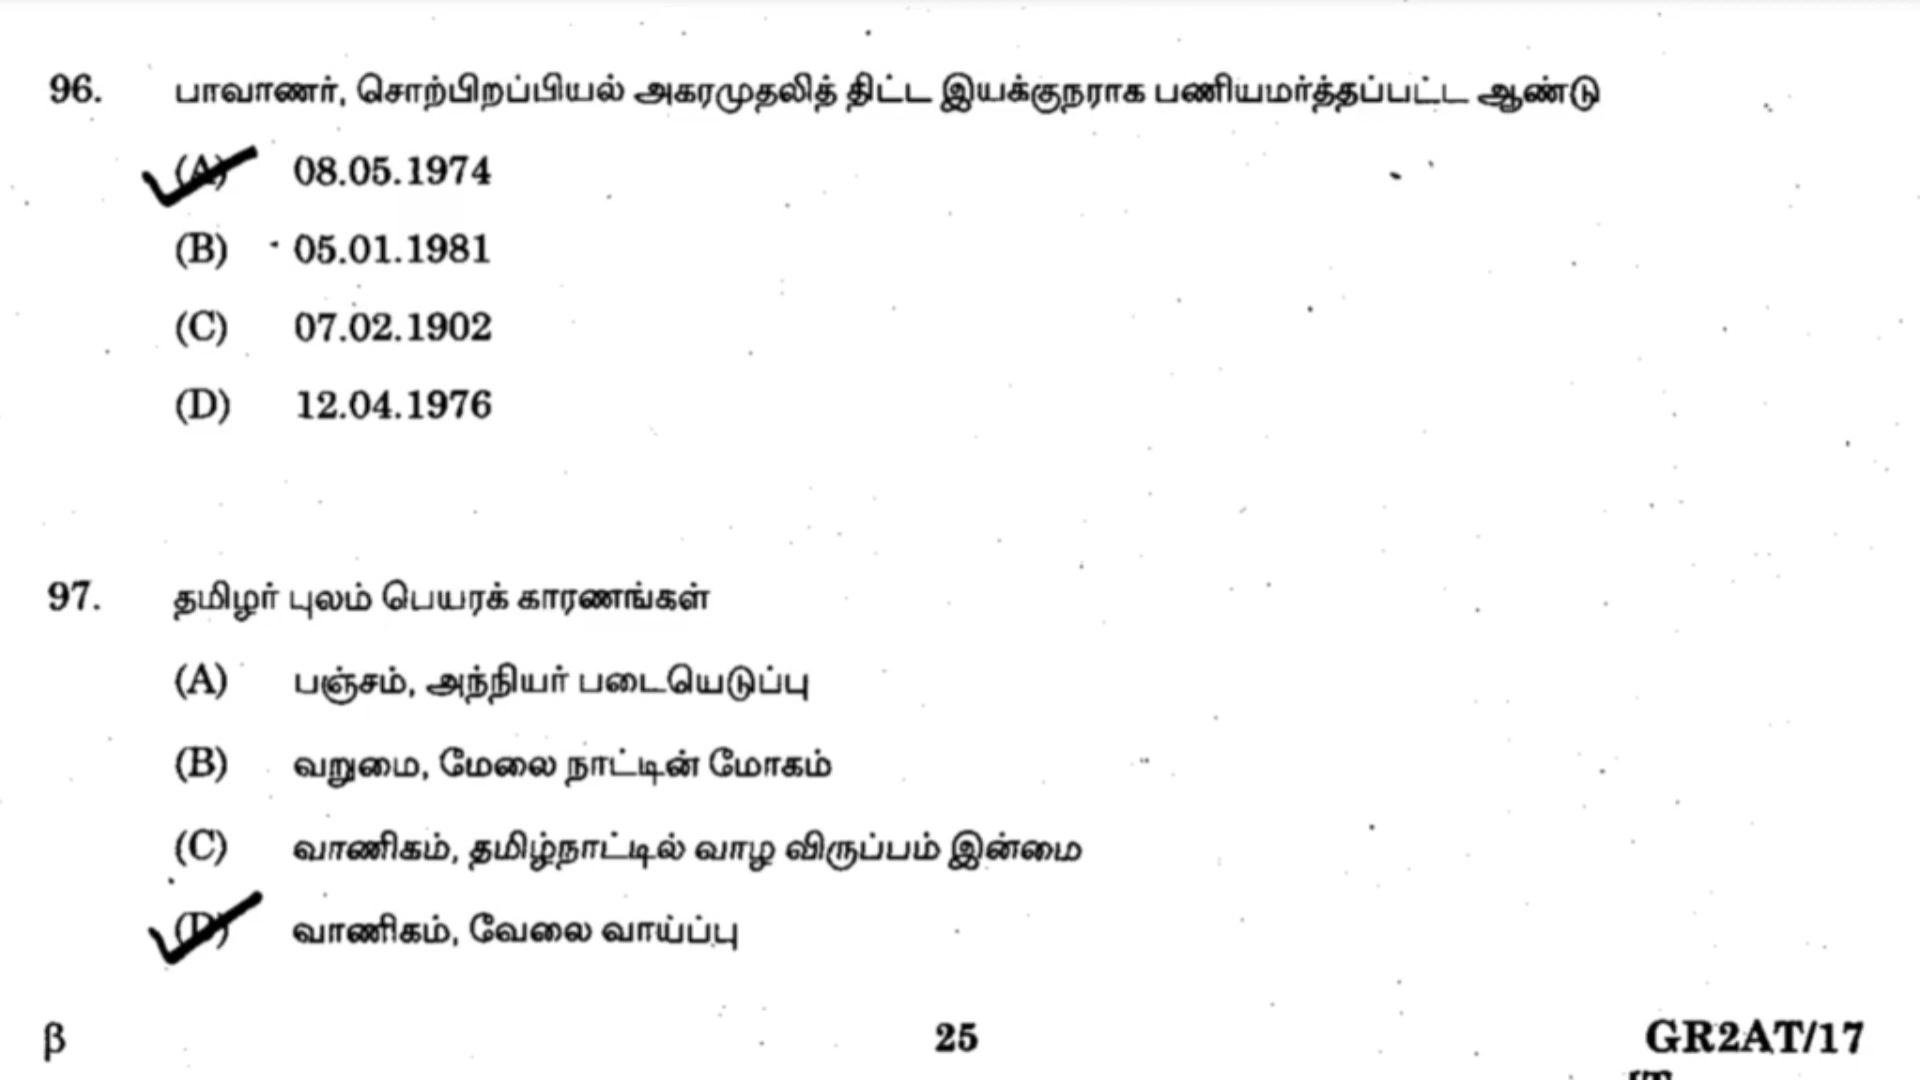 96. பாவாணர், சொற்பிறப்பியல் அகரமுதலித் திட்ட இயக்குநராக பணியமர்த்தப்பட்ட ஆண்டு
(A) 08.05.1974
(B) 05.01.1981
(C) 07.02.1902
(D) 12.04.1976
97. தமிழர் புலம் பெயரக் காரணங்கள்
(A) பஞ்சம், அந்நியர் படையெடுப்பு
(B) வறுமை, மேலை நாட்டின் மோகம்
(C) வாணிகம், தமிழ்நாட்டில் வாழ விருப்பம் இன்மை
(D) வாணிகம், வேலை வாய்ப்பு
β 25 GR2AT/17